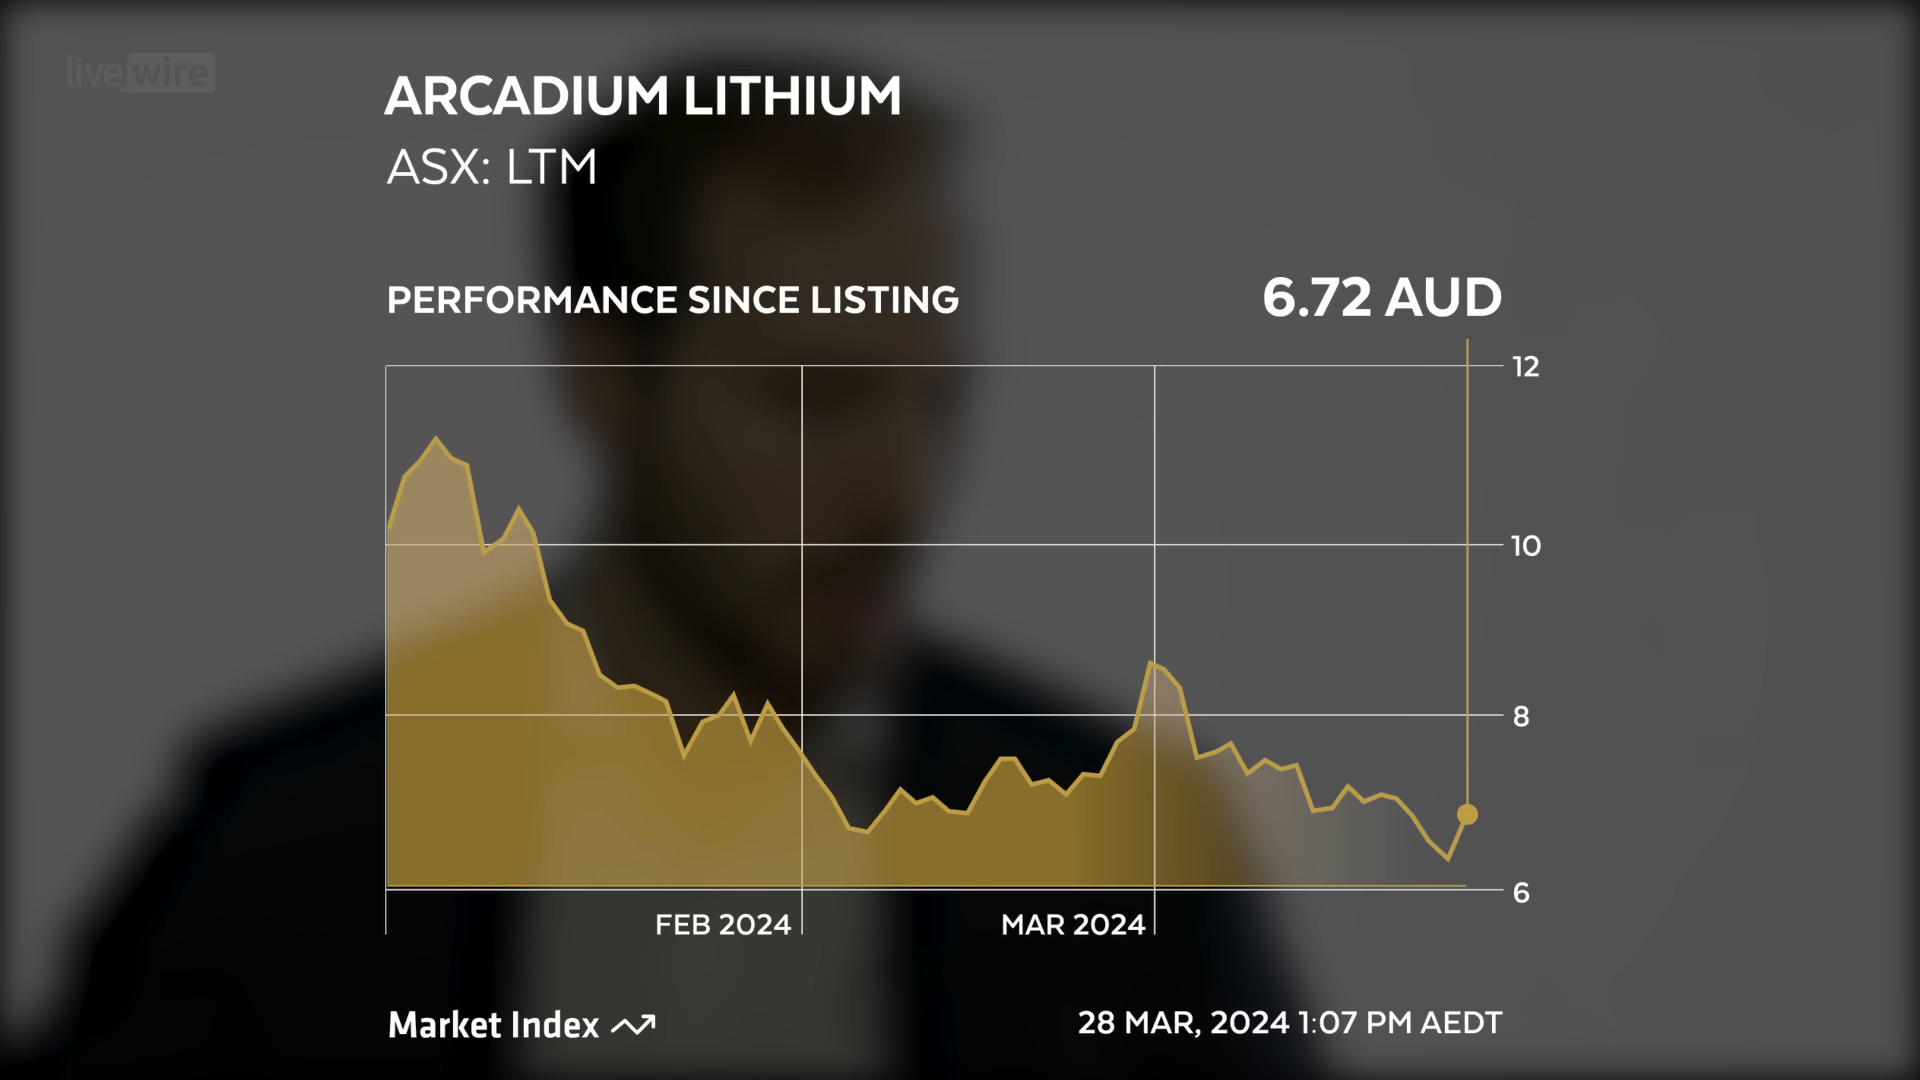 livewire
ARCADIUM LITHIUM
ASX: LTM
PERFORMANCE SINCE LISTING
6.72 AUD
12
10
8
6
FEB 2024
MAR 2024
Market Index
28 MAR, 2024 1:07 PM AEDT